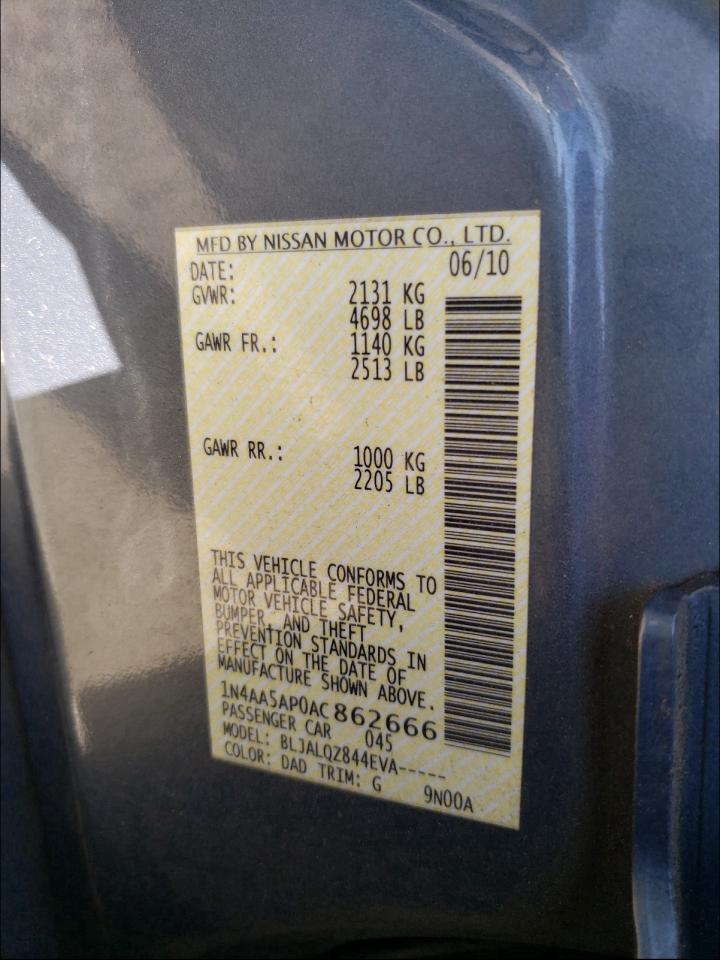 MFD BY NISSAN MOTOR CO., LTD.
DATE: 06/10
GVWR: 2131 KG
4698 LB
GAWR FR.: 1140 KG
2513 LB
GAWR RR.: 1000 KG
2205 LB
THIS VEHICLE CONFORMS TO
ALL APPLICABLE FEDERAL
MOTOR VEHICLE SAFETY,
BUMPER, AND THEFT
PREVENTION STANDARDS IN
EFFECT ON THE DATE OF
MANUFACTURE SHOWN ABOVE.
1N4AA5AP0AC862666
PASSENGER CAR 045
MODEL: BLJALQZ844EVA-----
COLOR: DAD TRIM: G 9N00A